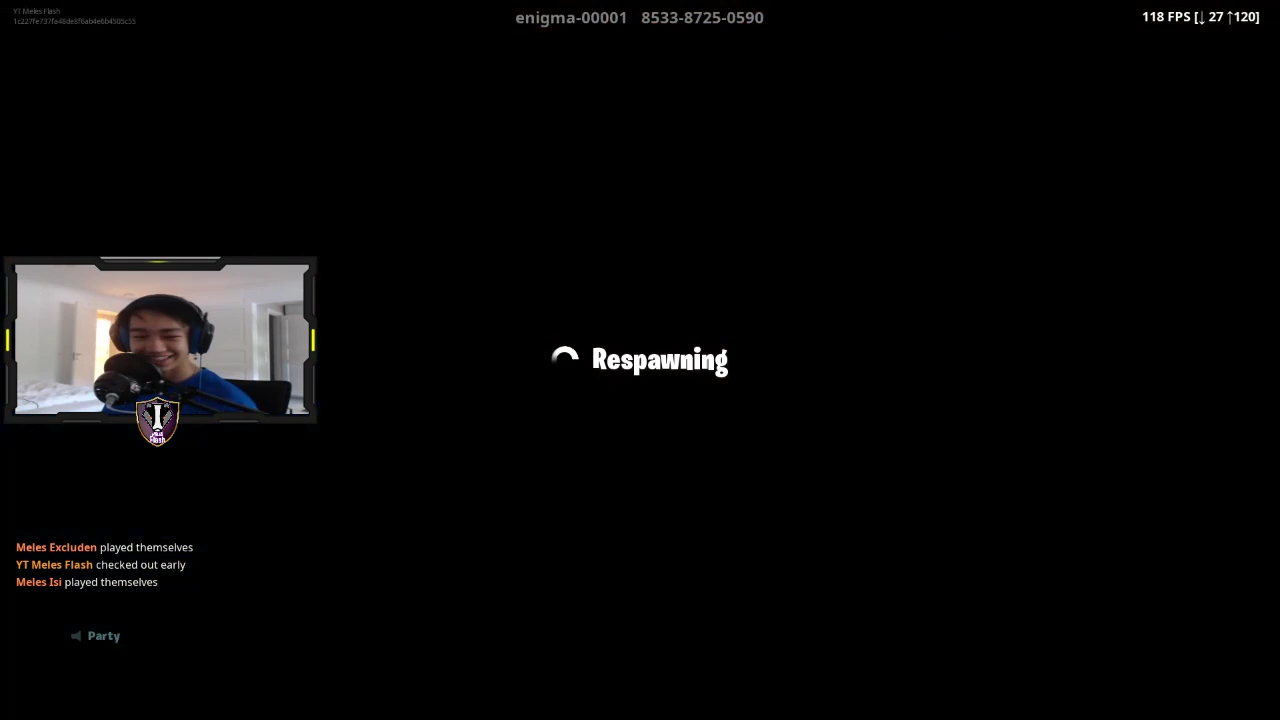 YT Meles Flash
enigma-00001 8533-8725-0590
118 FPS [↓ 27 ↑120]
Respawning
Flash
Meles Excluden played themselves
YT Meles Flash checked out early
Meles Isi played themselves
Party